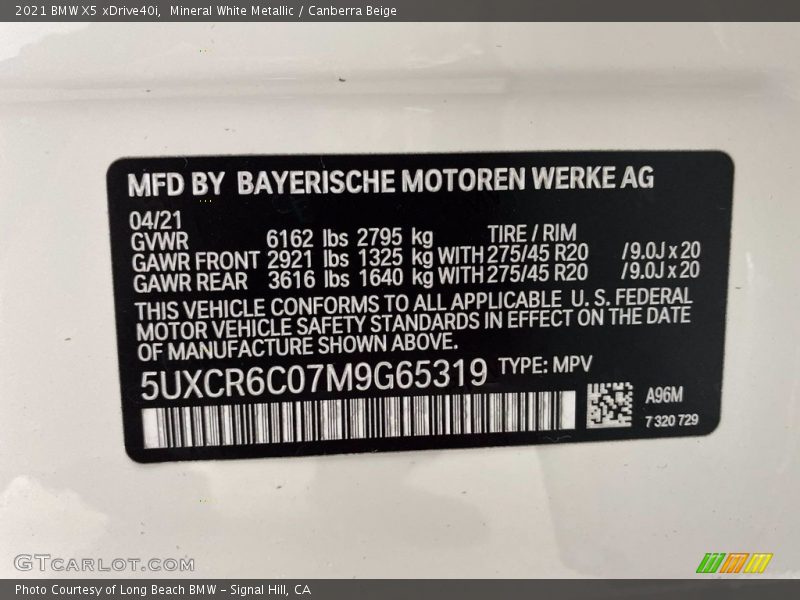 2021 BMW X5 xDrive40i, Mineral White Metallic / Canberra Beige
MFD BY BAYERISCHE MOTOREN WERKE AG
04/21
GVWR 6162 lbs 2795 kg TIRE / RIM
GAWR FRONT 2921 lbs 1325 kg WITH 275/45 R20 /9.0J x 20
GAWR REAR 3616 lbs 1640 kg WITH 275/45 R20 /9.0J x 20
THIS VEHICLE CONFORMS TO ALL APPLICABLE U. S. FEDERAL
MOTOR VEHICLE SAFETY STANDARDS IN EFFECT ON THE DATE
OF MANUFACTURE SHOWN ABOVE.
5UXCR6C07M9G65319 TYPE: MPV
A96M
7 320 729
GTCARLOT.COM
Photo Courtesy of Long Beach BMW - Signal Hill, CA